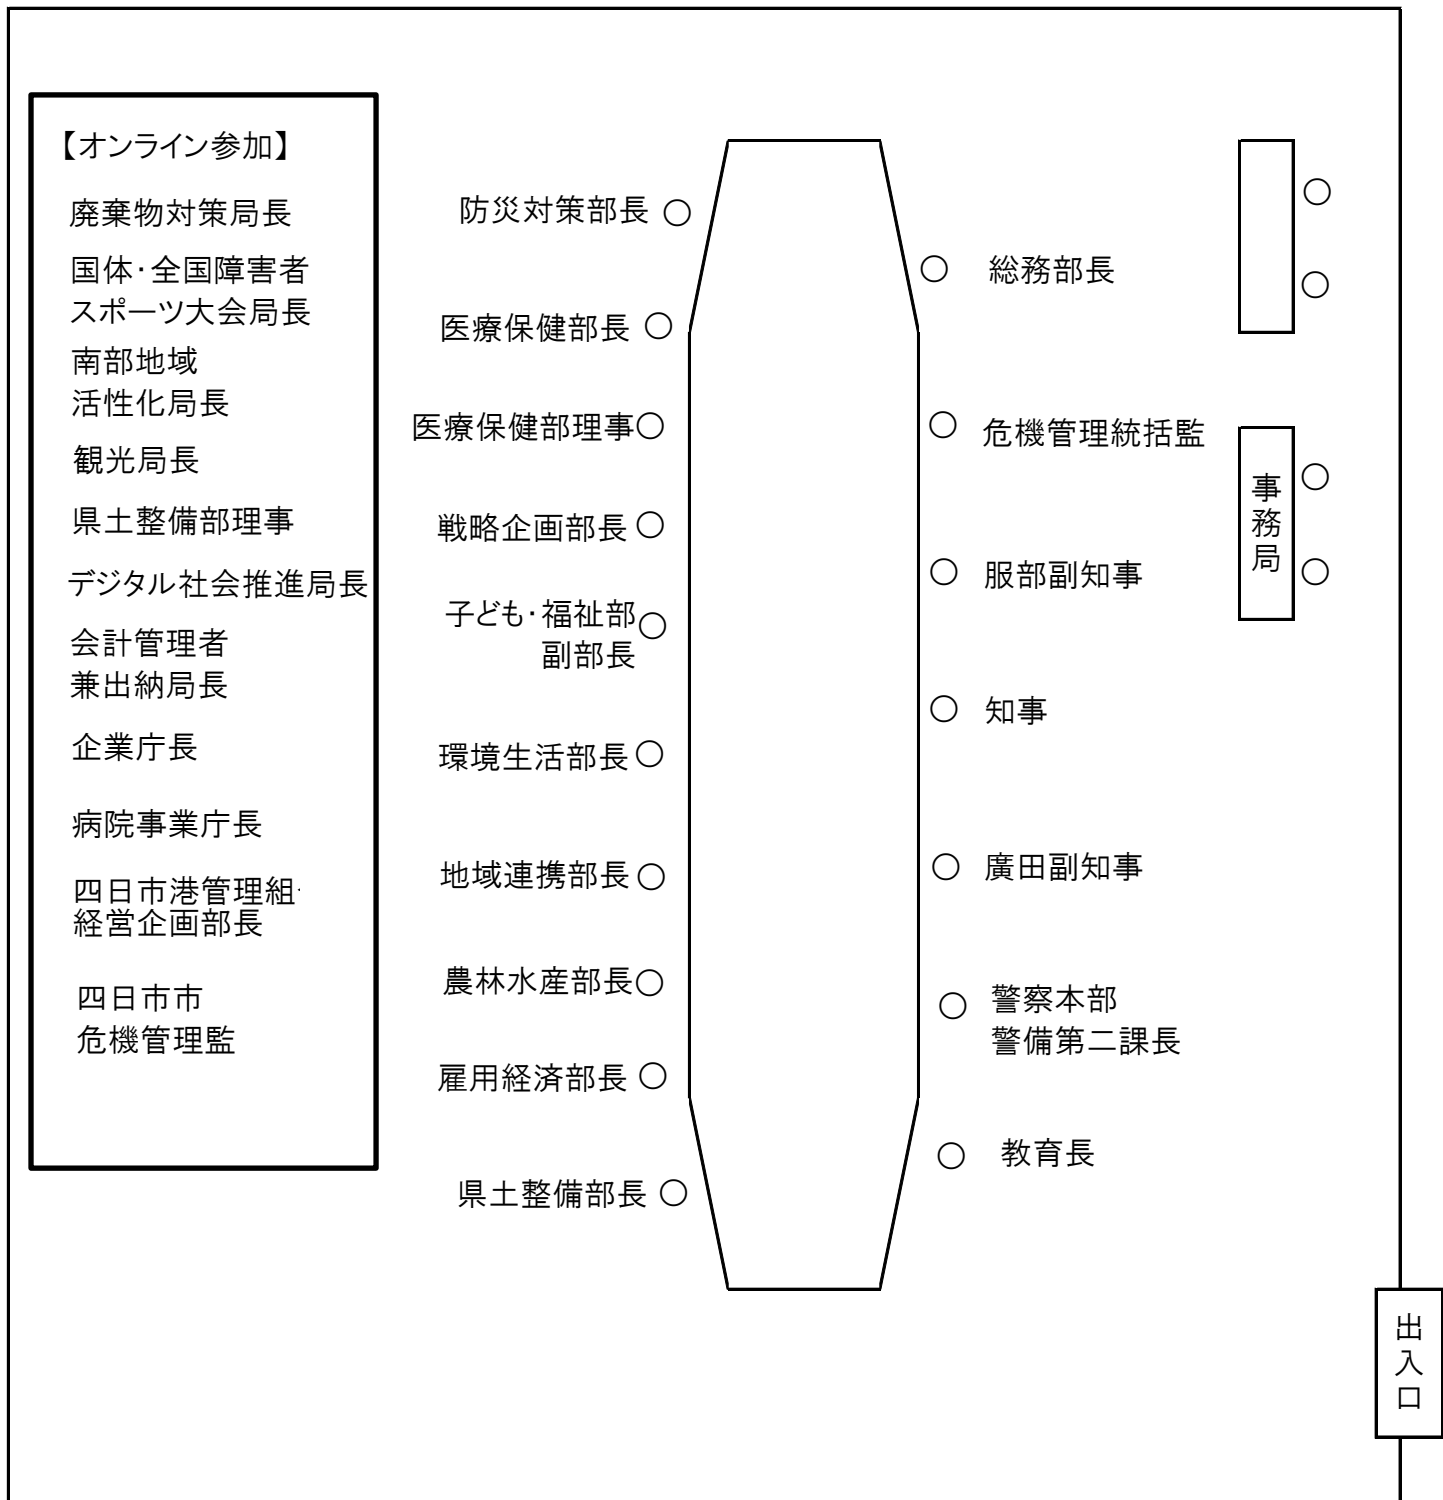 【オンライン参加】
廃棄物対策局長
国体・全国障害者
スポーツ大会局長
南部地域
活性化局長
観光局長
県土整備部理事
デジタル社会推進局長
会計管理者
兼出納局長
企業庁長
病院事業庁長
四日市港管理組
経営企画部長
四日市市
危機管理監
防災対策部長
医療保健部長
医療保健部理事
戦略企画部長
子ども・福祉部
副部長
環境生活部長
地域連携部長
農林水産部長
雇用経済部長
県土整備部長
総務部長
危機管理統括監
服部副知事
知事
廣田副知事
警察本部
警備第二課長
教育長
事務局
出入口